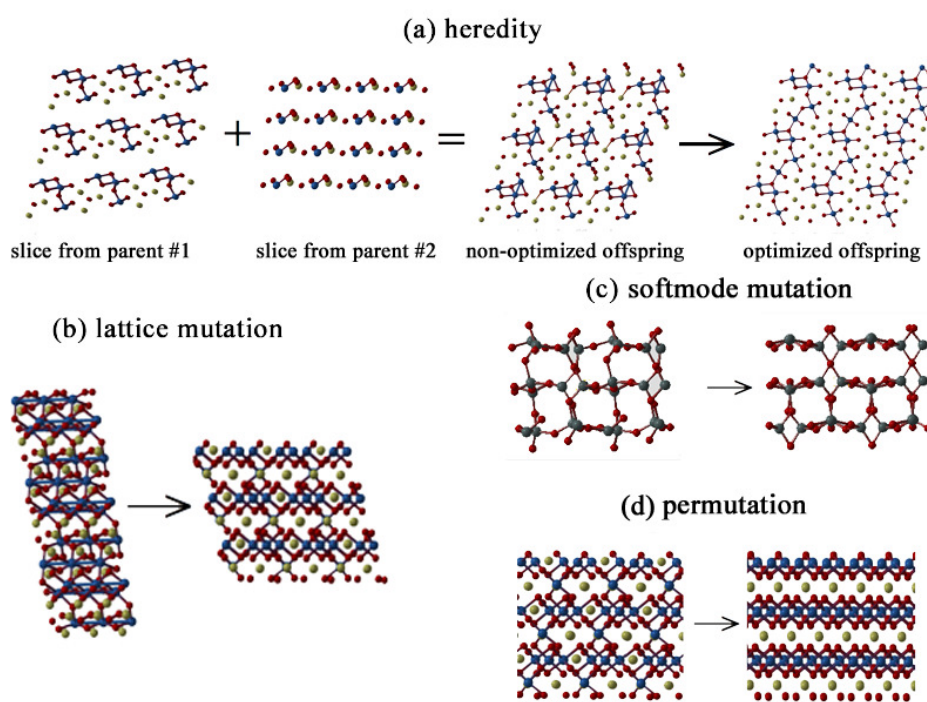 (a) heredity
+
=
slice from parent #1
slice from parent #2
non-optimized offspring
optimized offspring
(c) softmode mutation
(b) lattice mutation
(d) permutation